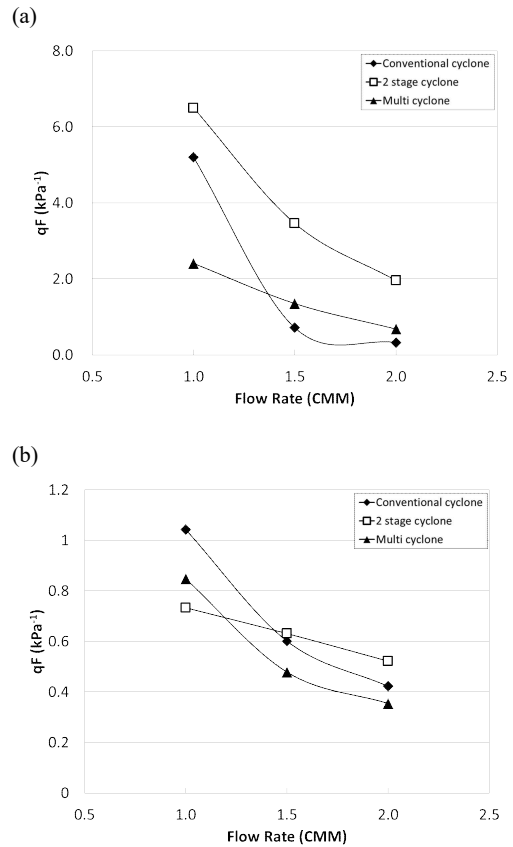 (a)
8.0
6.0
4.0
2.0
0.0
qF (kPa-1)
Conventional cyclone
2 stage cyclone
Multi cyclone
0.5 1.0 1.5 2.0 2.5
Flow Rate (CMM)
(b)
1.2
1
0.8
0.6
0.4
0.2
0
qF (kPa-1)
Conventional cyclone
2 stage cyclone
Multi cyclone
0.5 1.0 1.5 2.0 2.5
Flow Rate (CMM)